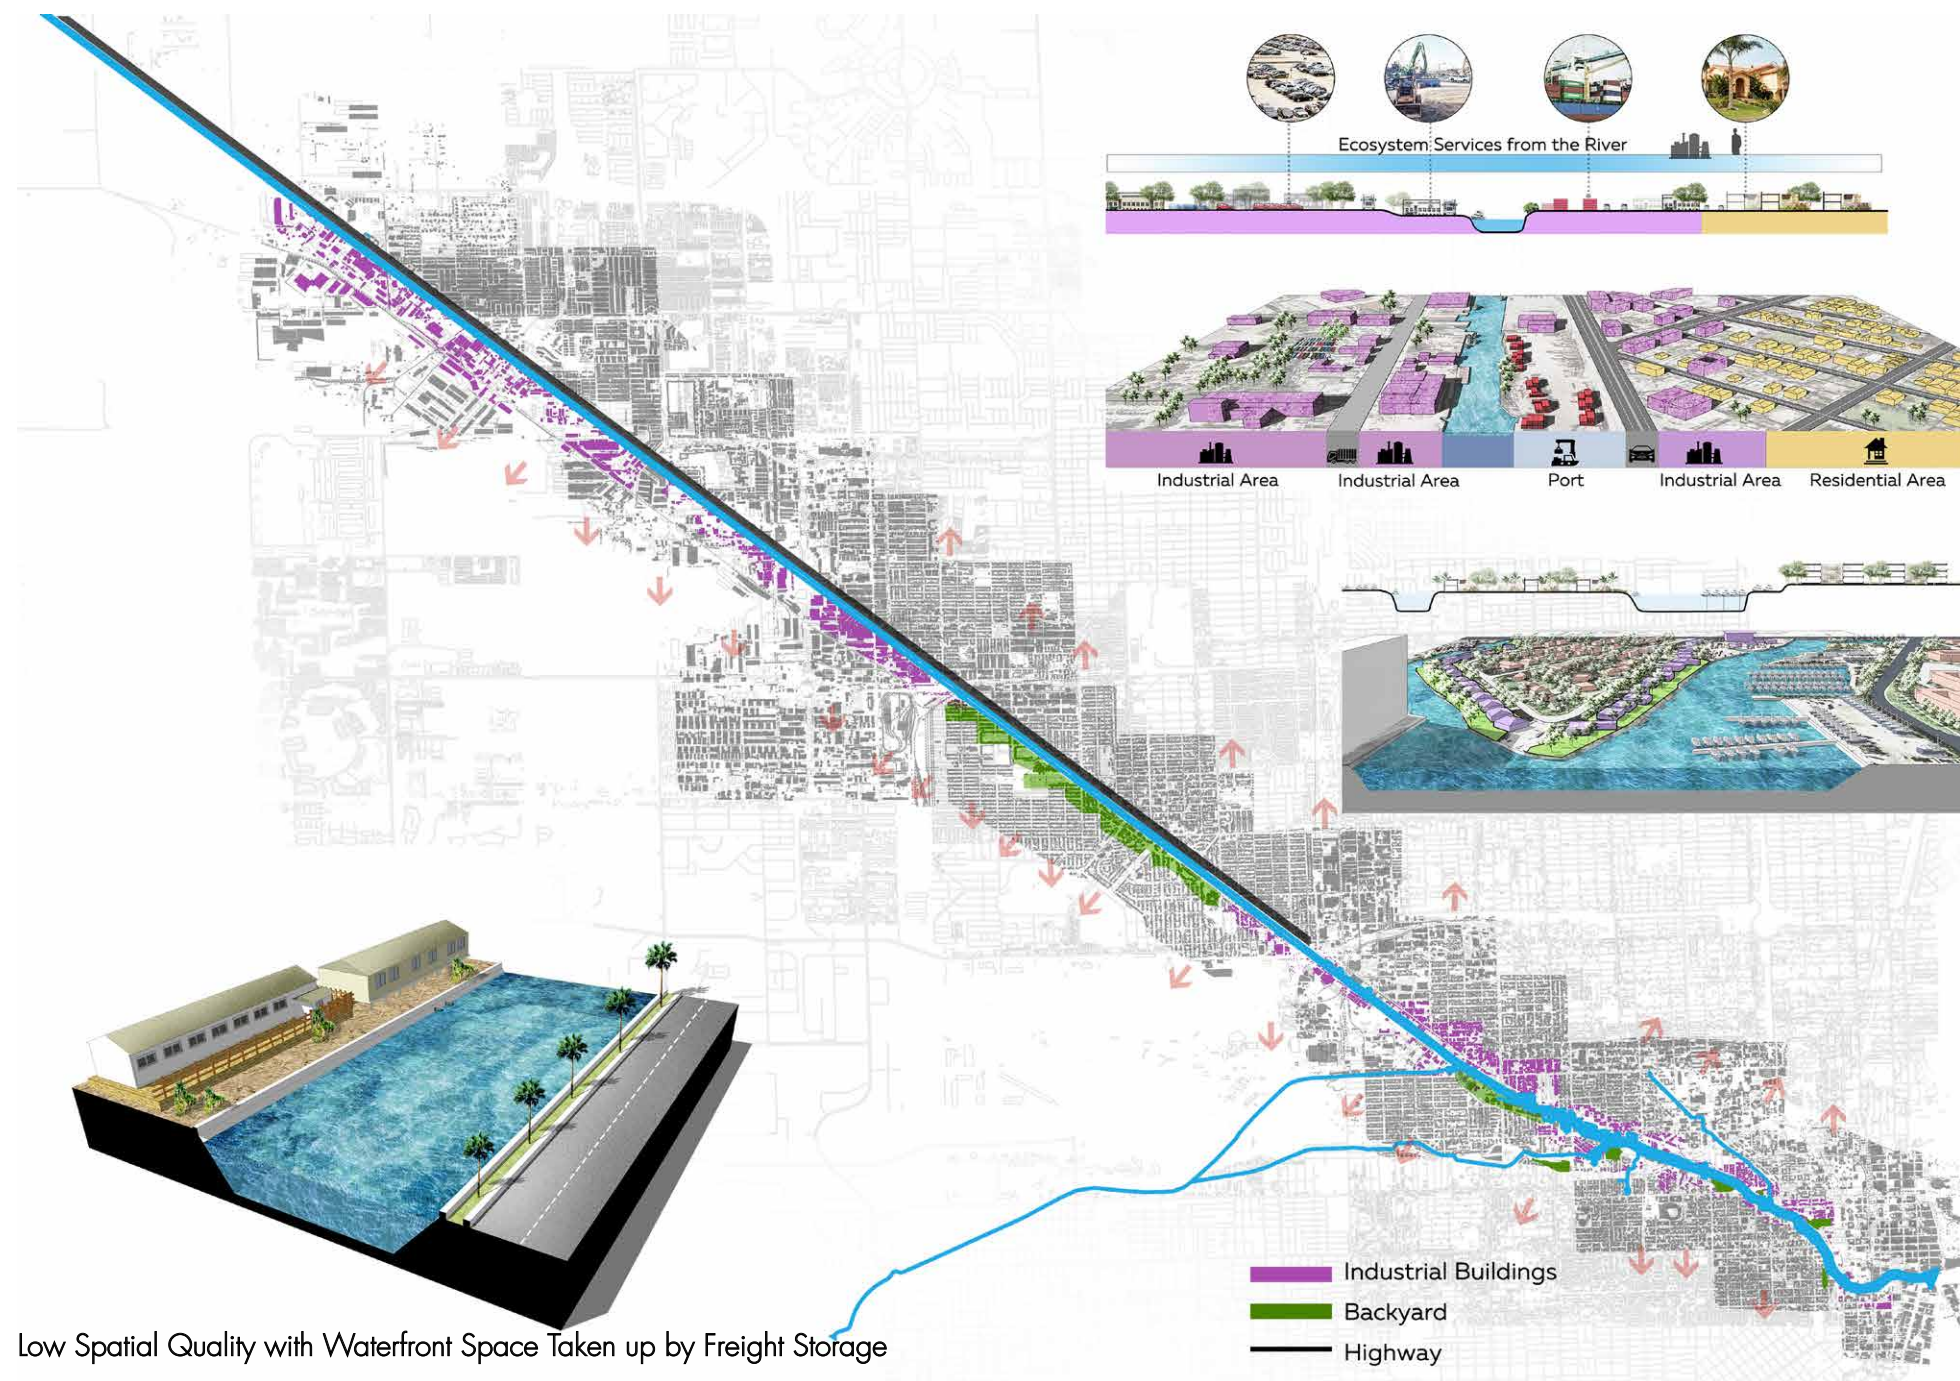 Ecosystem Services from the River
Industrial Area
Industrial Area
Port
Industrial Area
Residential Area
Industrial Buildings
Backyard
Highway
Low Spatial Quality with Waterfront Space Taken up by Freight Storage